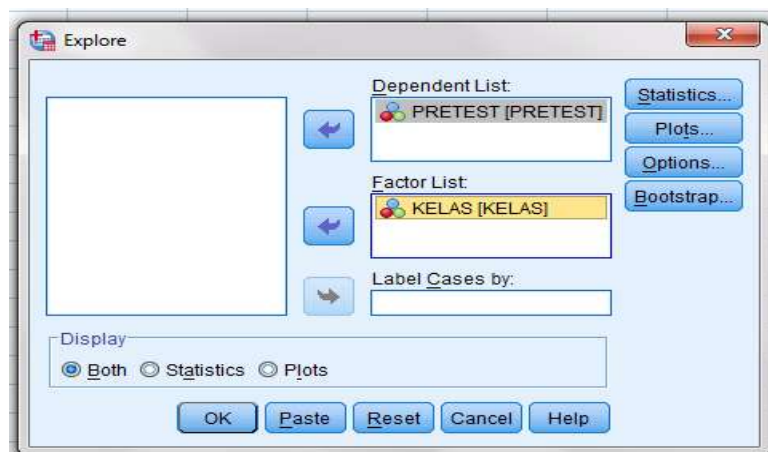 Explore
Dependent List:
PRETEST [PRETEST]
Factor List:
KELAS [KELAS]
Label Cases by:
Statistics...
Plots...
Options...
Bootstrap...
Display
Both Statistics Plots
OK Paste Reset Cancel Help